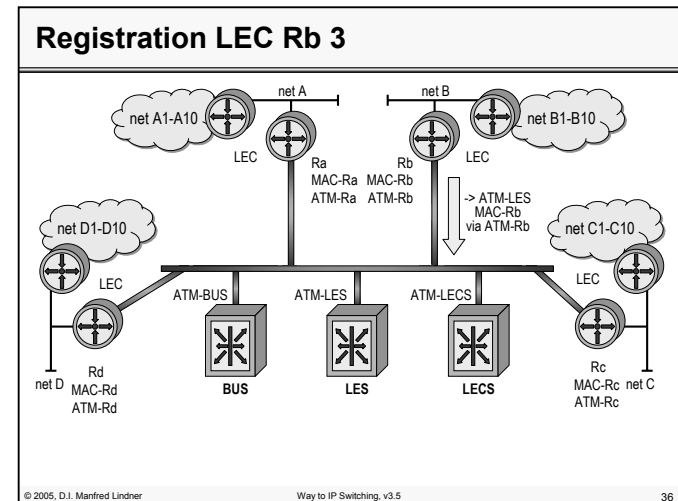 Registration LEC Rb 3
net A
net B
net A1-A10
net B1-B10
LEC
Ra
MAC-Ra
ATM-Ra
Rb
MAC-Rb
ATM-Rb
LEC
-> ATM-LES
MAC-Rb
via ATM-Rb
net D1-D10
net C1-C10
LEC
LEC
ATM-BUS
ATM-LES
ATM-LECS
net D
Rd
MAC-Rd
ATM-Rd
BUS
LES
LECS
Rc
MAC-Rc
ATM-Rc
net C
© 2005, D.I. Manfred Lindner
Way to IP Switching, v3.5
36